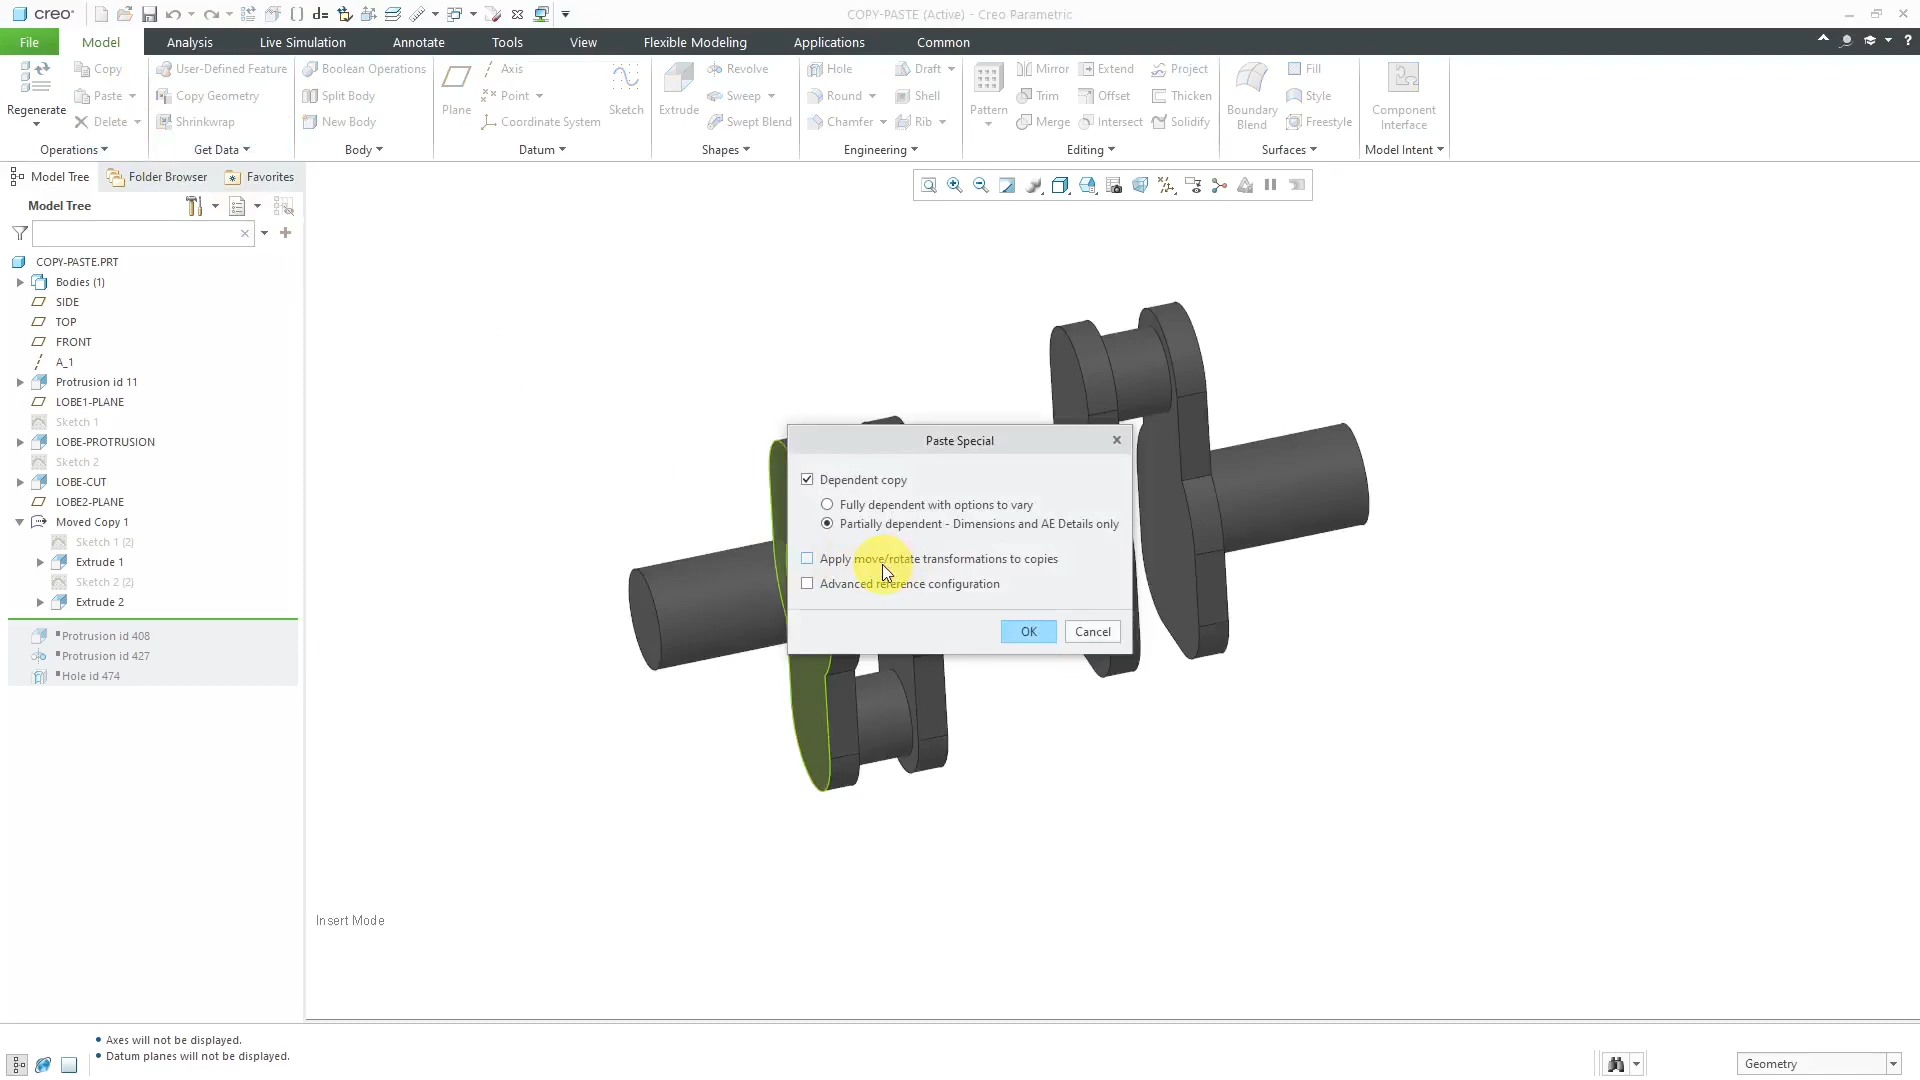 creo
d=
COPY-PASTE (Active) - Creo Parametric
File
Model
Analysis
Live Simulation
Annotate
Tools
View
Flexible Modeling
Applications
Common
?
Regenerate
Copy
Paste
Delete
Operations
User-Defined Feature
Copy Geometry
Shrinkwrap
Get Data
Boolean Operations
Split Body
New Body
Body
Plane
Axis
Point
Coordinate System
Sketch
Datum
Extrude
Revolve
Sweep
Swept Blend
Shapes
Hole
Round
Chamfer
Draft
Shell
Rib
Engineering
Pattern
Mirror
Trim
Merge
Extend
Offset
Intersect
Project
Thicken
Solidify
Editing
Boundary
Blend
Fill
Style
Freestyle
Surfaces
Component
Interface
Model Intent
Model Tree
Folder Browser
Favorites
Model Tree
COPY-PASTE.PRT
Bodies (1)
SIDE
TOP
FRONT
A_1
Protrusion id 11
LOBE1-PLANE
Sketch 1
LOBE-PROTRUSION
Sketch 2
LOBE-CUT
LOBE2-PLANE
Moved Copy 1
Sketch 1 (2)
Extrude 1
Sketch 2 (2)
Extrude 2
Protrusion id 408
Protrusion id 427
Hole id 474
Paste Special
Dependent copy
Fully dependent with options to vary
Partially dependent - Dimensions and AE Details only
Apply move/rotate transformations to copies
Advanced reference configuration
OK
Cancel
Insert Mode
• Axes will not be displayed.
• Datum planes will not be displayed.
Geometry